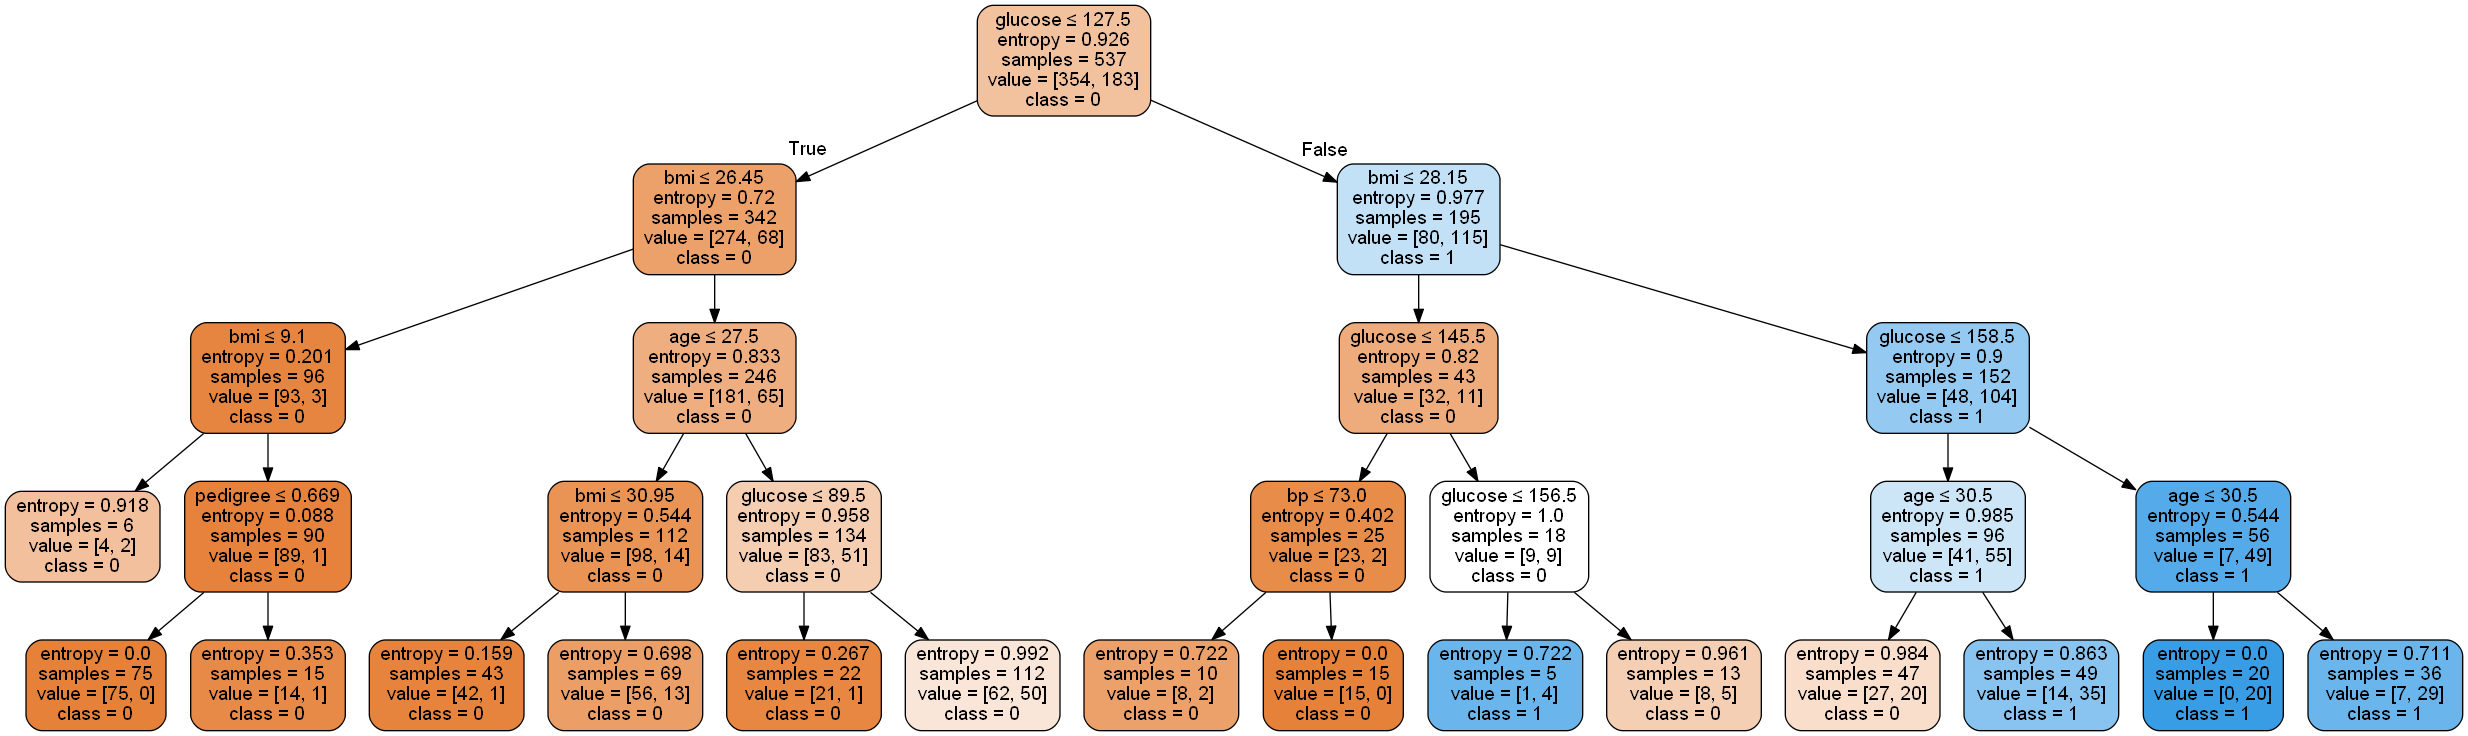 glucose ≤ 127.5
entropy = 0.926
samples = 537
value = [354, 183]
class = 0
True
False
bmi ≤ 26.45
entropy = 0.72
samples = 342
value = [274, 68]
class = 0
bmi ≤ 28.15
entropy = 0.977
samples = 195
value = [80, 115]
class = 1
bmi ≤ 9.1
entropy = 0.201
samples = 96
value = [93, 3]
class = 0
age ≤ 27.5
entropy = 0.833
samples = 246
value = [181, 65]
class = 0
glucose ≤ 145.5
entropy = 0.82
samples = 43
value = [32, 11]
class = 0
glucose ≤ 158.5
entropy = 0.9
samples = 152
value = [48, 104]
class = 1
entropy = 0.918
samples = 6
value = [4, 2]
class = 0
pedigree ≤ 0.669
entropy = 0.088
samples = 90
value = [89, 1]
class = 0
bmi ≤ 30.95
entropy = 0.544
samples = 112
value = [98, 14]
class = 0
glucose ≤ 89.5
entropy = 0.958
samples = 134
value = [83, 51]
class = 0
bp ≤ 73.0
entropy = 0.402
samples = 25
value = [23, 2]
class = 0
glucose ≤ 156.5
entropy = 1.0
samples = 18
value = [9, 9]
class = 0
age ≤ 30.5
entropy = 0.985
samples = 96
value = [41, 55]
class = 1
age ≤ 30.5
entropy = 0.544
samples = 56
value = [7, 49]
class = 1
entropy = 0.0
samples = 75
value = [75, 0]
class = 0
entropy = 0.353
samples = 15
value = [14, 1]
class = 0
entropy = 0.159
samples = 43
value = [42, 1]
class = 0
entropy = 0.698
samples = 69
value = [56, 13]
class = 0
entropy = 0.267
samples = 22
value = [21, 1]
class = 0
entropy = 0.992
samples = 112
value = [62, 50]
class = 0
entropy = 0.722
samples = 10
value = [8, 2]
class = 0
entropy = 0.0
samples = 15
value = [15, 0]
class = 0
entropy = 0.722
samples = 5
value = [1, 4]
class = 1
entropy = 0.961
samples = 13
value = [8, 5]
class = 0
entropy = 0.984
samples = 47
value = [27, 20]
class = 0
entropy = 0.863
samples = 49
value = [14, 35]
class = 1
entropy = 0.0
samples = 20
value = [0, 20]
class = 1
entropy = 0.711
samples = 36
value = [7, 29]
class = 1